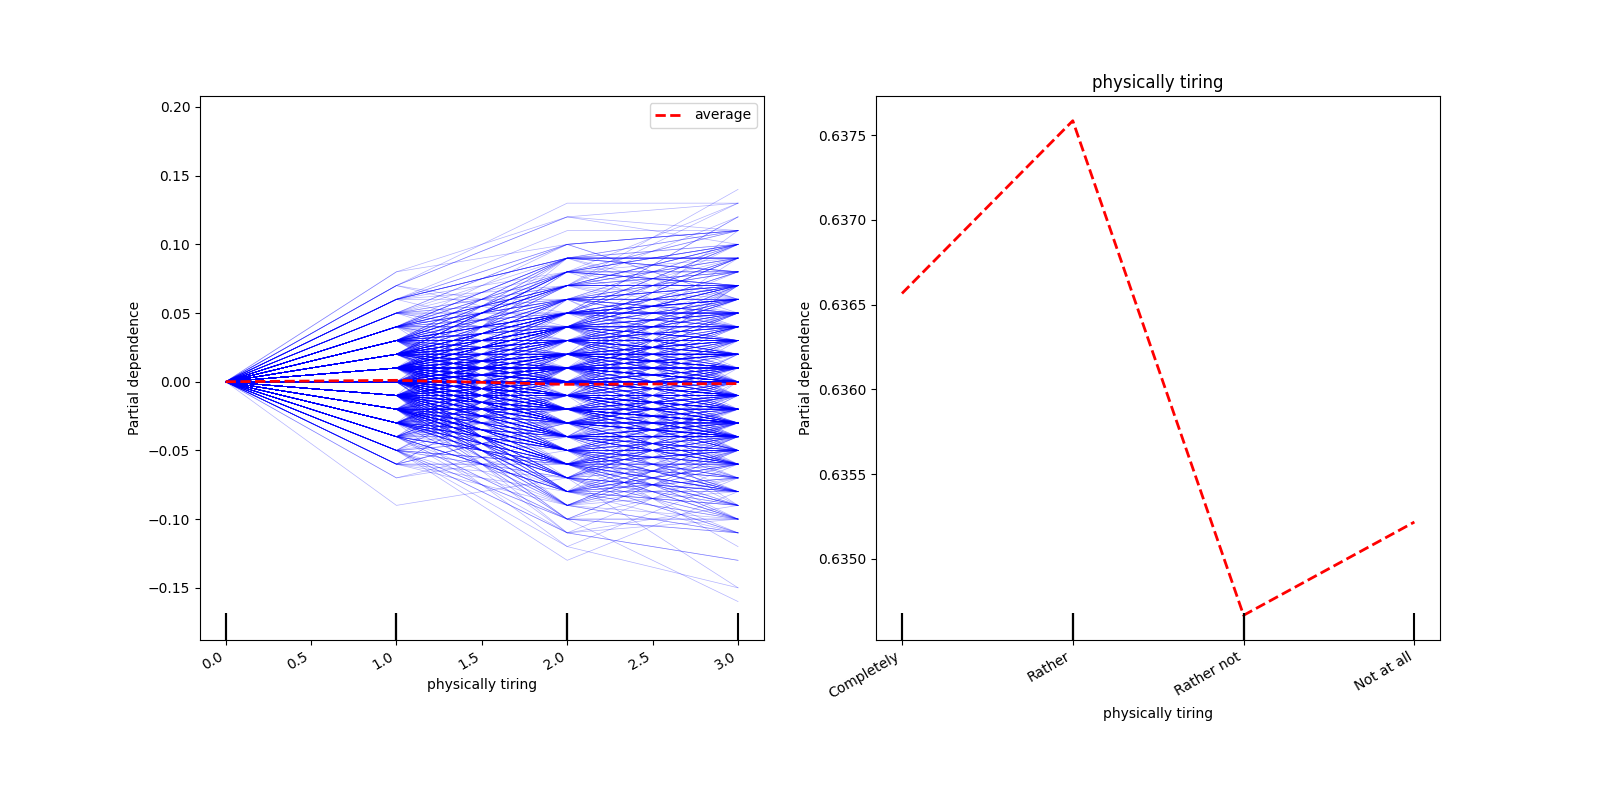 average
0.20
0.15
0.10
0.05
0.00
−0.05
−0.10
−0.15
Partial dependence
0.0
0.5
1.0
1.5
2.0
2.5
3.0
physically tiring
physically tiring
0.6375
0.6370
0.6365
0.6360
0.6355
0.6350
Partial dependence
Completely
Rather
Rather not
Not at all
physically tiring